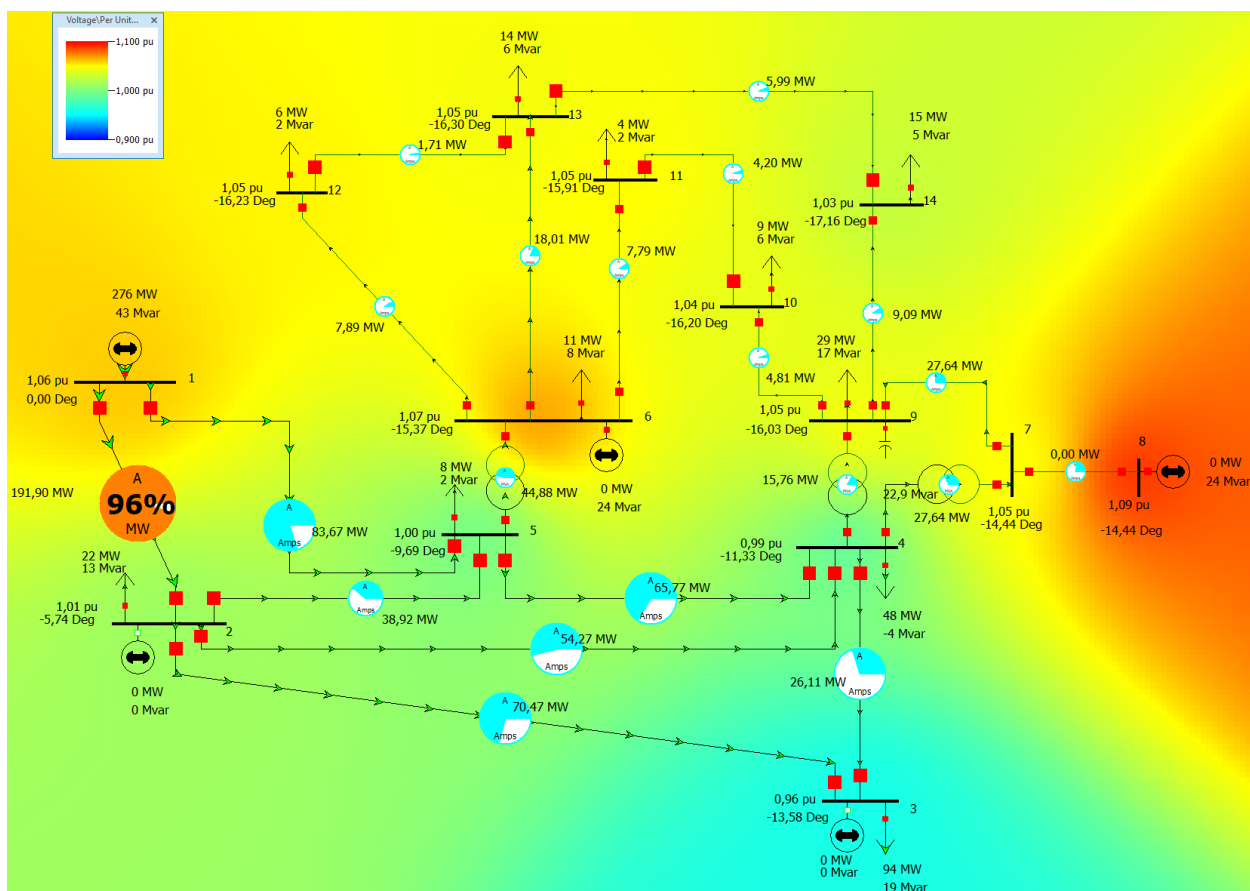 Voltage\Per Unit...
1,100 pu
1,000 pu
0,900 pu
14 MW
6 Mvar
1,05 pu
-16,30 Deg
13
5,99 MW
6 MW
2 Mvar
1,71 MW
1,05 pu
-16,23 Deg
12
4 MW
2 Mvar
1,05 pu
-15,91 Deg
11
4,20 MW
15 MW
5 Mvar
1,03 pu
-17,16 Deg
14
18,01 MW
7,79 MW
9 MW
6 Mvar
1,04 pu
-16,20 Deg
10
7,89 MW
9,09 MW
276 MW
43 Mvar
1,06 pu
0,00 Deg
1
11 MW
8 Mvar
4,81 MW
29 MW
17 Mvar
27,64 MW
1,07 pu
-15,37 Deg
6
1,05 pu
-16,03 Deg
9
7
8
0,00 MW
0 MW
24 Mvar
191,90 MW
A
96%
MW
8 MW
2 Mvar
44,88 MW
0 MW
24 Mvar
15,76 MW
22,9 Mvar
27,64 MW
1,05 pu
-14,44 Deg
1,09 pu
-14,44 Deg
A
83,67 MW
Amps
1,00 pu
-9,69 Deg
5
0,99 pu
-11,33 Deg
4
22 MW
13 Mvar
1,01 pu
-5,74 Deg
2
38,92 MW
A
65,77 MW
Amps
48 MW
-4 Mvar
A
54,27 MW
Amps
A
26,11 MW
Amps
0 MW
0 Mvar
A
70,47 MW
Amps
0,96 pu
-13,58 Deg
3
0 MW
0 Mvar
94 MW
19 Mvar